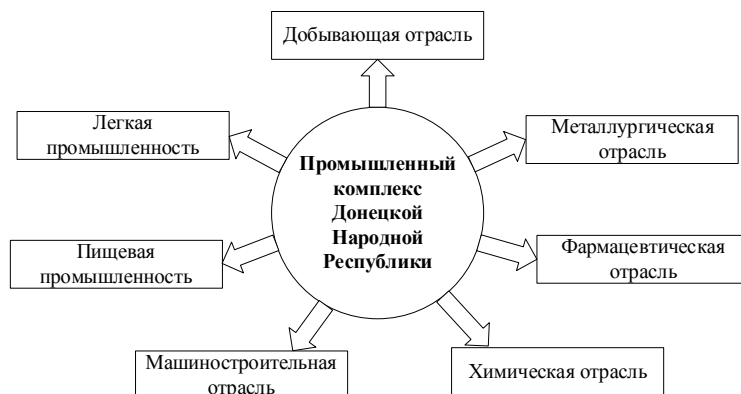 Добывающая отрасль
Легкая
промышленность
Металлургическая
отрасль
Промышленный
комплекс
Донецкой
Народной
Республики
Пищевая
промышленность
Фармацевтическая
отрасль
Машиностроительная
отрасль
Химическая отрасль